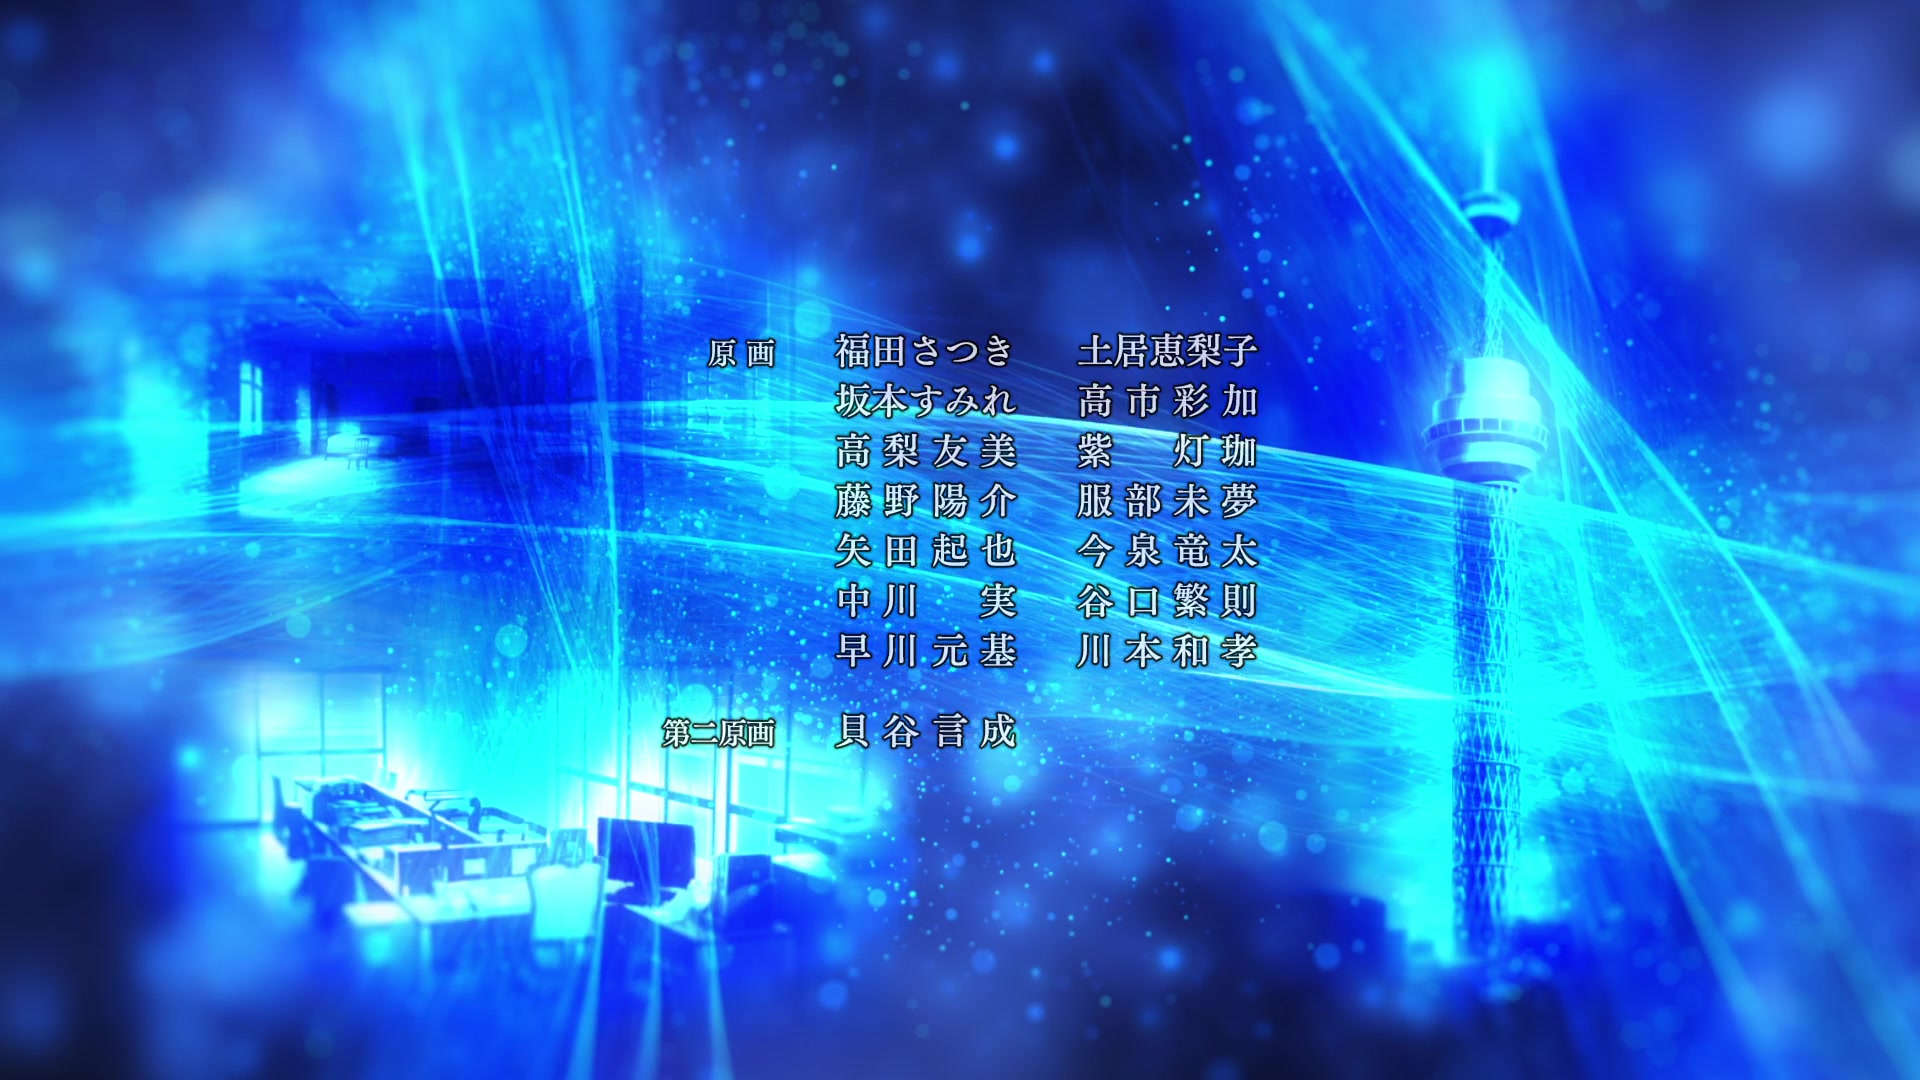 原画 福田さつき 土居恵梨子
坂本すみれ 高市彩加
高梨友美 紫 灯珈
藤野陽介 服部未夢
矢田起也 今泉竜太
中川 実 谷口繁則
早川元基 川本和孝
第二原画 貝谷言成